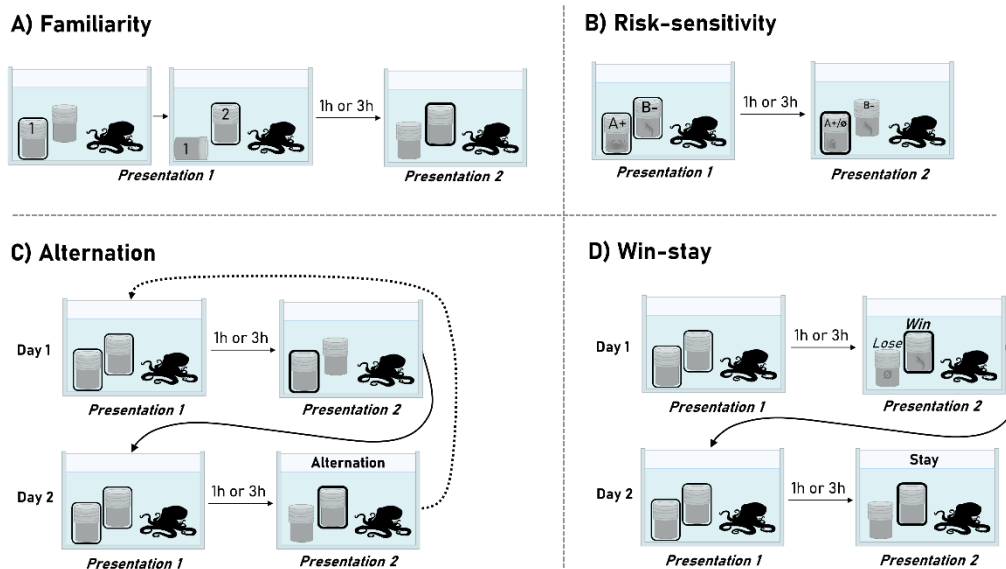 A) Familiarity
1
1
2
1h or 3h
Presentation 1
Presentation 2
B) Risk-sensitivity
A+
B-
1h or 3h
A+/ø
B-
Presentation 1
Presentation 2
C) Alternation
Day 1
1h or 3h
Presentation 1
Presentation 2
Day 2
1h or 3h
Alternation
Presentation 1
Presentation 2
D) Win-stay
Day 1
1h or 3h
Lose
Win
ø
Presentation 1
Presentation 2
Day 2
1h or 3h
Stay
Presentation 1
Presentation 2